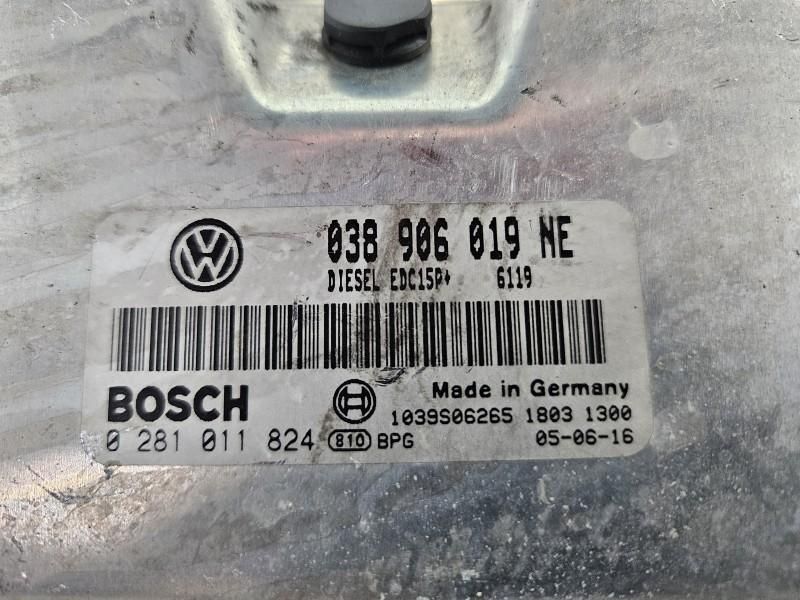 038 906 019 NE
DIESEL EDC15P+ 6119
BOSCH
Made in Germany
1039S06265 1803 1300
0 281 011 824 810 BPG 05-06-16